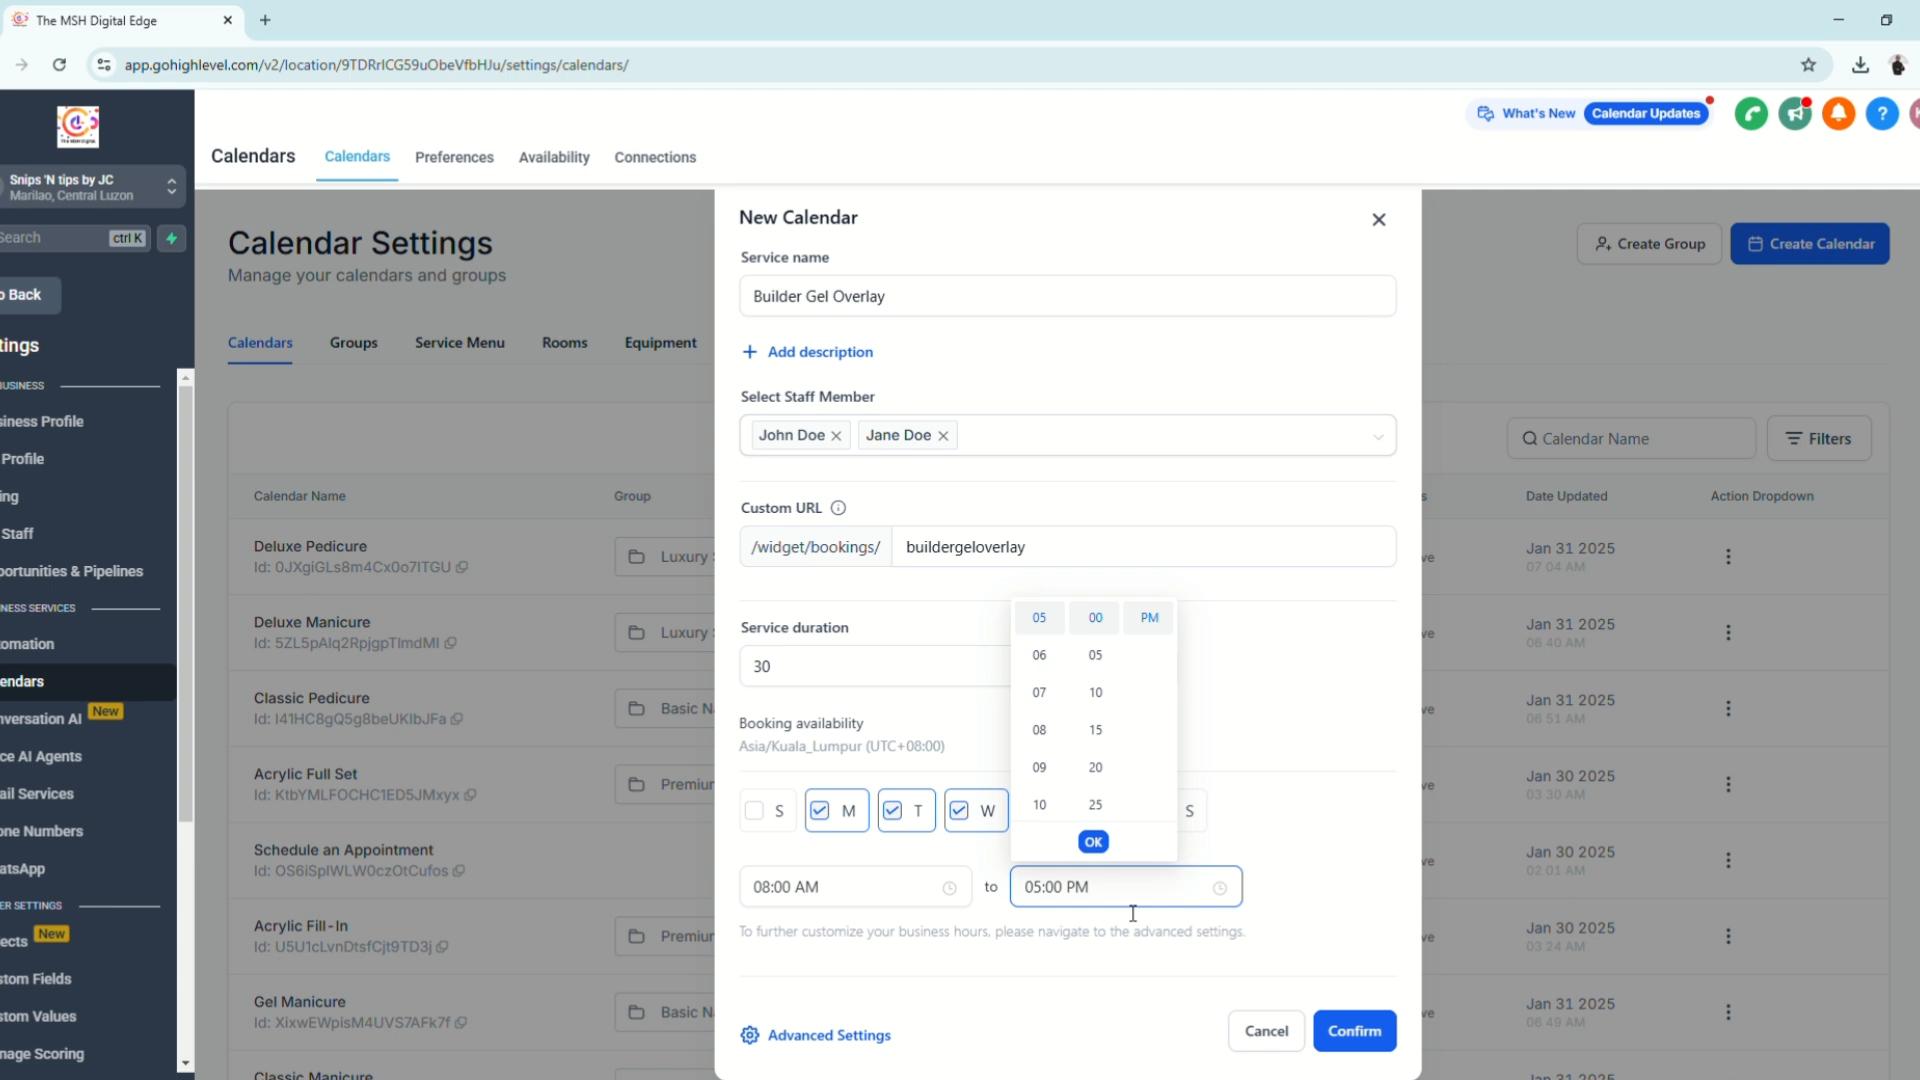 The MSH Digital Edge
app.gohighlevel.com/v2/location/9TDRrICG59uObeVfbHJu/settings/calendars/
What's New Calendar Updates
Calendars Calendars Preferences Availability Connections
Snips 'N tips by JC
Marilao, Central Luzon
Search ctrl K
o Back
tings
Calendar Settings
Manage your calendars and groups
Create Group Create Calendar
Calendars Groups Service Menu Rooms Equipment
BUSINESS
siness Profile
Profile
ing
Staff
portunities & Pipelines
NESS SERVICES
tomation
endars
nversation AI New
ce AI Agents
ail Services
one Numbers
atsApp
ER SETTINGS
ects New
stom Fields
stom Values
nage Scoring
Calendar Name Filters
Calendar Name Group Date Updated Action Dropdown
Deluxe Pedicure
Id: 0JXgiGLs8m4Cx0o7ITGU
Luxury Jan 31 2025
07 04 AM
Deluxe Manicure
Id: 5ZL5pAlq2RpjgpTlmdMI
Luxury Jan 31 2025
06 40 AM
Classic Pedicure
Id: I41HC8gQ5g8beUKIbJFa
Basic N Jan 31 2025
06 51 AM
Acrylic Full Set
Id: KtbYMLFOCHC1ED5JMxyx
Premiur Jan 30 2025
03 30 AM
Schedule an Appointment
Id: OS6iSplWLW0czOtCufos
Jan 30 2025
02 01 AM
Acrylic Fill-In
Id: U5U1cLvnDtsfCjt9TD3j
Premiur Jan 30 2025
03 24 AM
Gel Manicure
Id: XixwEWpisM4UVS7AFk7f
Basic N Jan 31 2025
06 49 AM
Classic Manicure
Jan 31 2025
New Calendar
Service name
Builder Gel Overlay
Add description
Select Staff Member
John Doe Jane Doe
Custom URL
/widget/bookings/ buildergeloverlay
Service duration
30
Booking availability
Asia/Kuala_Lumpur (UTC+08:00)
05 00 PM
06 05
07 10
08 15
09 20
10 25
OK
S M T W S
08:00 AM to 05:00 PM
To further customize your business hours, please navigate to the advanced settings.
Advanced Settings
Cancel Confirm